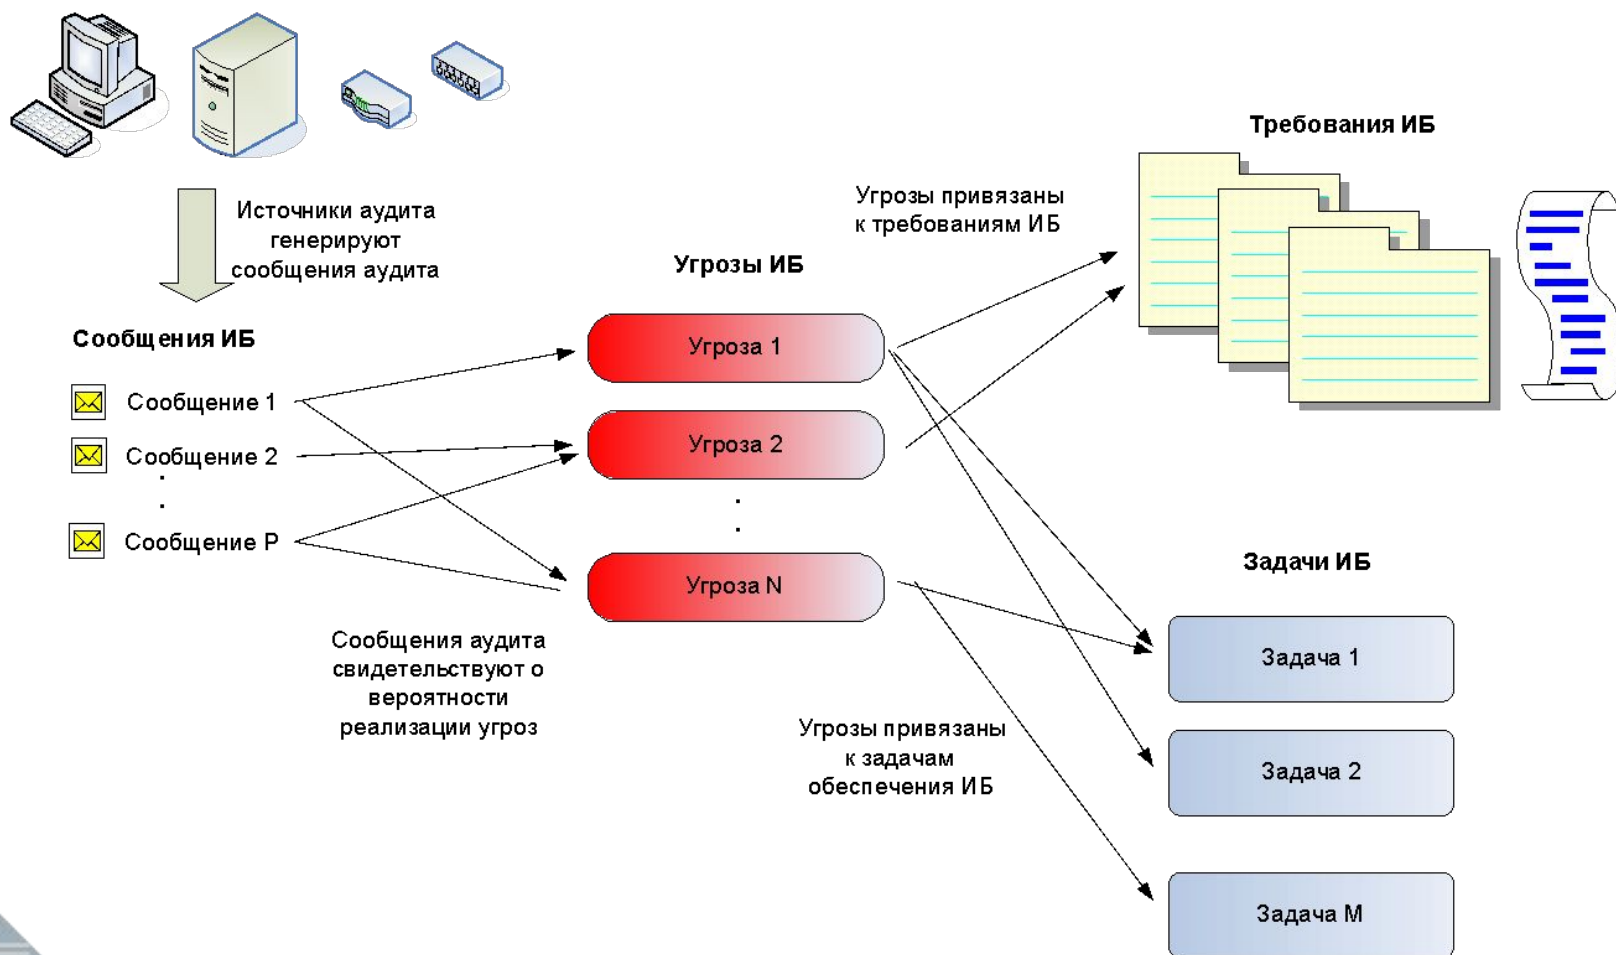 Требования ИБ
Угрозы привязаны
к требованиям ИБ
Источники аудита
генерируют
сообщения аудита
Угрозы ИБ
Сообщения ИБ
Угроза 1
Сообщение 1
Угроза 2
Сообщение 2
Сообщение P
Угроза N
Задачи ИБ
Сообщения аудита
свидетельствуют о
вероятности
реализации угроз
Задача 1
Угрозы привязаны
к задачам
обеспечения ИБ
Задача 2
Задача M